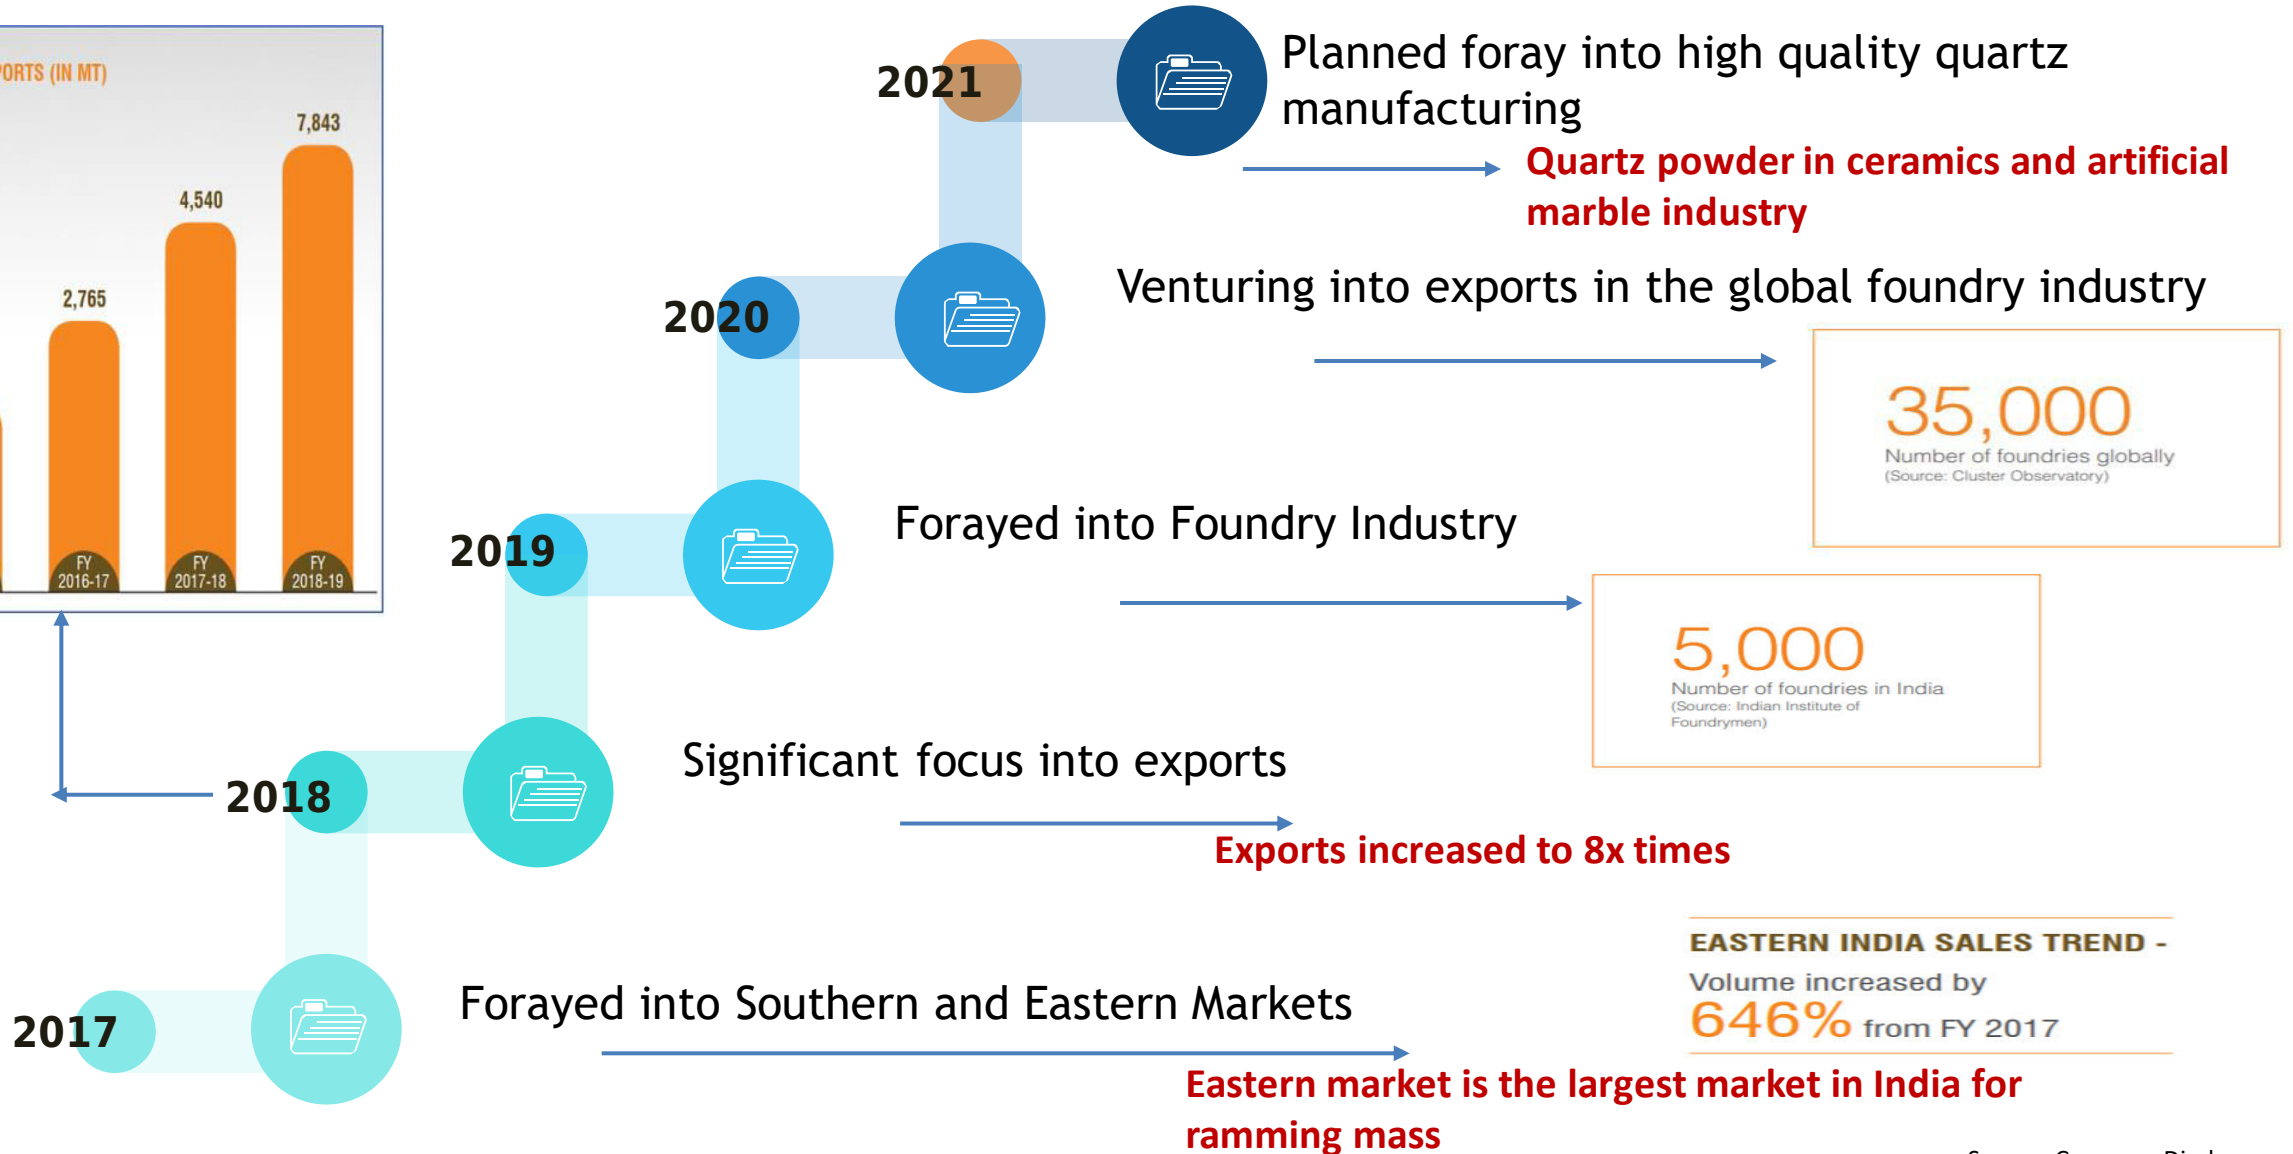 (IN MT)
7,843
4,540
2,765
FY
2016-17
FY
2017-18
FY
2018-19
2021
Planned foray into high quality quartz
manufacturing
Quartz powder in ceramics and artificial
marble industry
2020
Venturing into exports in the global foundry industry
35,000
Number of foundries globally
(Source: Cluster Observatory)
2019
Forayed into Foundry Industry
5,000
Number of foundries in India
(Source: Indian Institute of
Foundrymen)
2018
Significant focus into exports
Exports increased to 8x times
2017
Forayed into Southern and Eastern Markets
EASTERN INDIA SALES TREND -
Volume increased by
646% from FY 2017
Eastern market is the largest market in India for
ramming mass